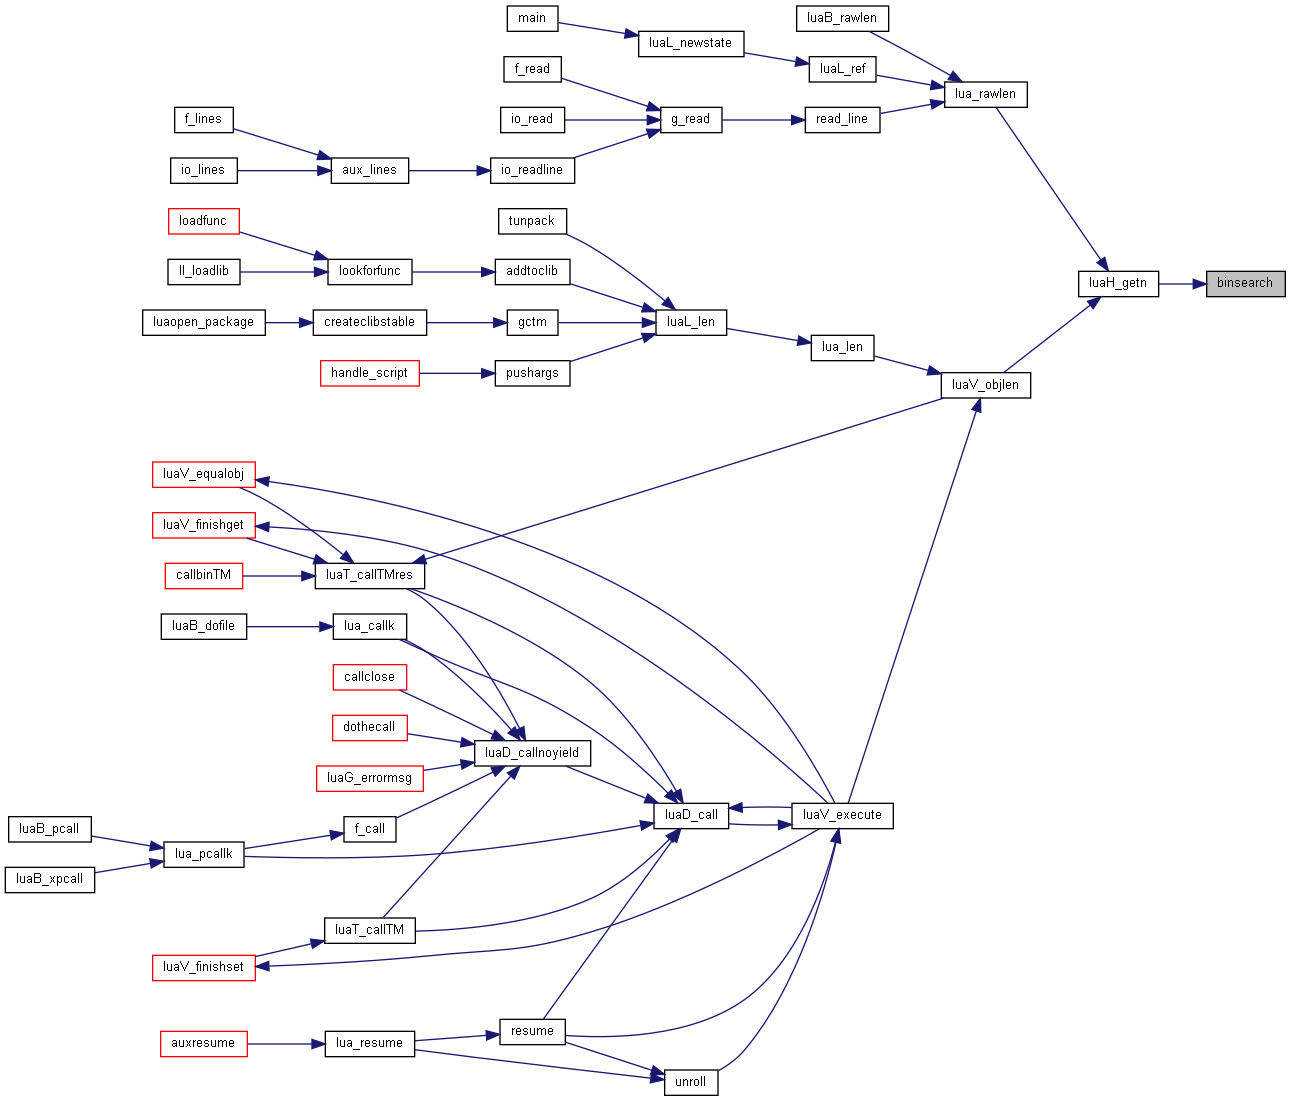 main
luaB_rawlen
luaL_newstate
f_read
luaL_ref
lua_rawlen
f_lines
io_read
g_read
read_line
io_lines
aux_lines
io_readline
loadfunc
tunpack
ll_loadlib
lookforfunc
addtoclib
luaH_getn
binsearch
luaopen_package
createclibstable
gctm
luaL_len
lua_len
handle_script
pushargs
luaV_objlen
luaV_equalobj
luaV_finishget
callbinTM
luaT_callTMres
luaB_dofile
lua_callk
callclose
dothecall
luaD_callnoyield
luaG_errormsg
luaB_pcall
f_call
luaD_call
luaV_execute
lua_pcallk
luaB_xpcall
luaT_callTM
luaV_finishset
resume
auxresume
lua_resume
unroll